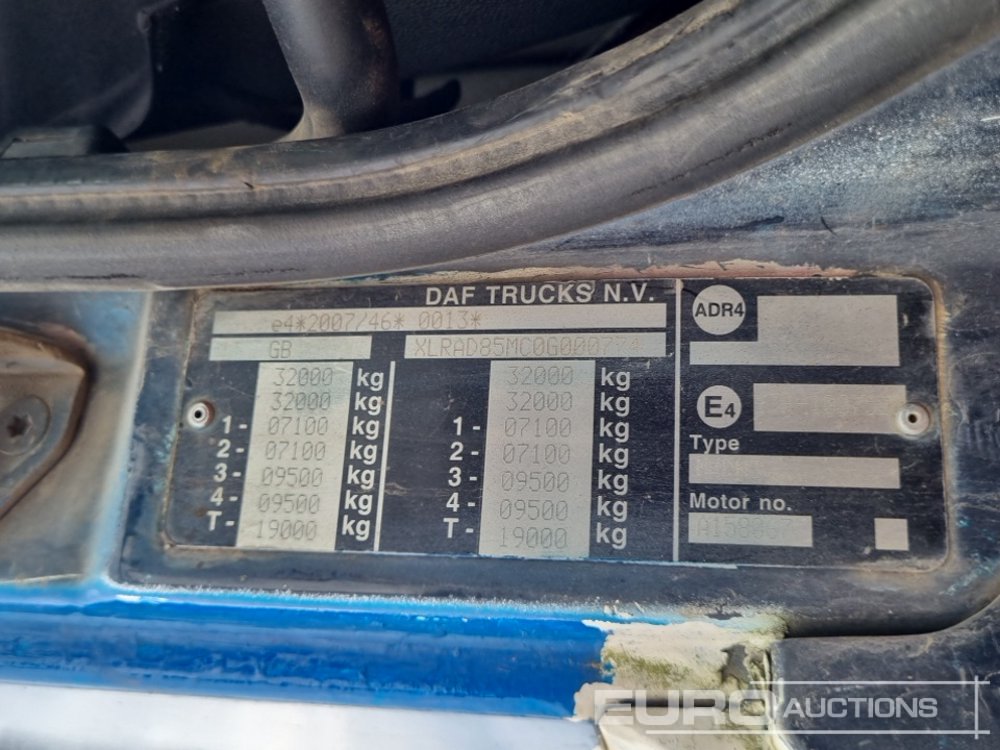 DAF TRUCKS N.V.
e4*2007/46* 0013*
GB XLRAD85MC0G000774
32000 kg 32000 kg
32000 kg 32000 kg
1- 07100 kg 1- 07100 kg
2- 07100 kg 2- 07100 kg
3- 09500 kg 3- 09500 kg
4- 09500 kg 4- 09500 kg
T- 19000 kg T- 19000 kg
ADR4
E4
Type
Motor no.
EURO AUCTIONS